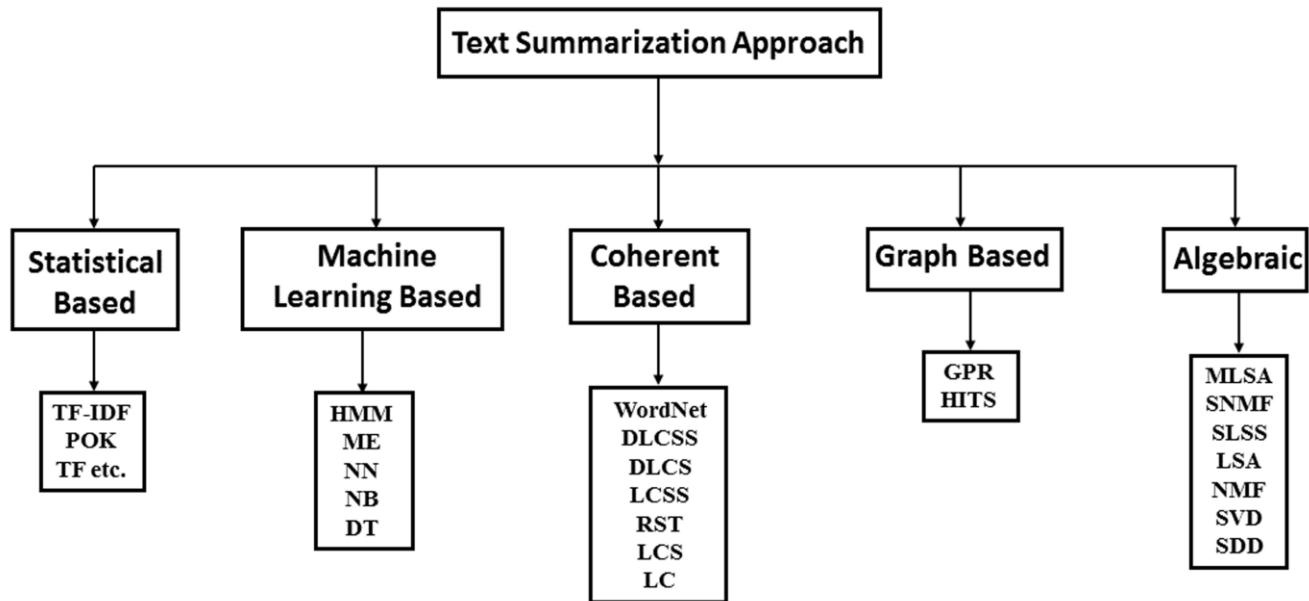 Text Summarization Approach
Statistical
Based
Machine
Learning Based
Coherent
Based
Graph Based
Algebraic
TF-IDF
POK
TF etc.
HMM
ME
NN
NB
DT
WordNet
DLCSS
DLCS
LCSS
RST
LCS
LC
GPR
HITS
MLSA
SNMF
SLSS
LSA
NMF
SVD
SDD